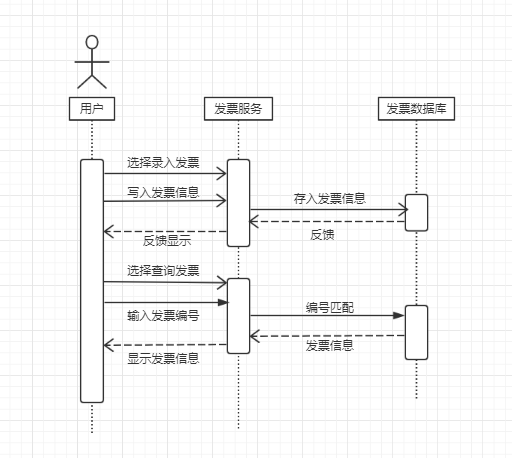 用户
发票服务
发票数据库
选择录入发票
写入发票信息
存入发票信息
反馈
反馈显示
选择查询发票
输入发票编号
编号匹配
发票信息
显示发票信息